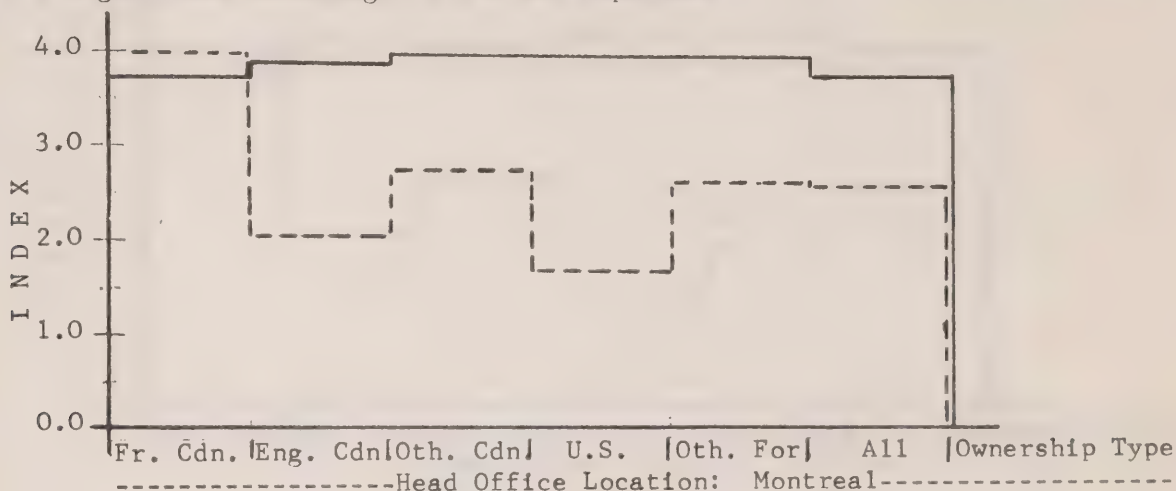 4.0
3.0
2.0
1.0
0.0
INDEX
Fr. Cdn. Eng. Cdn Oth. Cdn U.S. Oth. For All Ownership Type
Head Office Location: Montreal